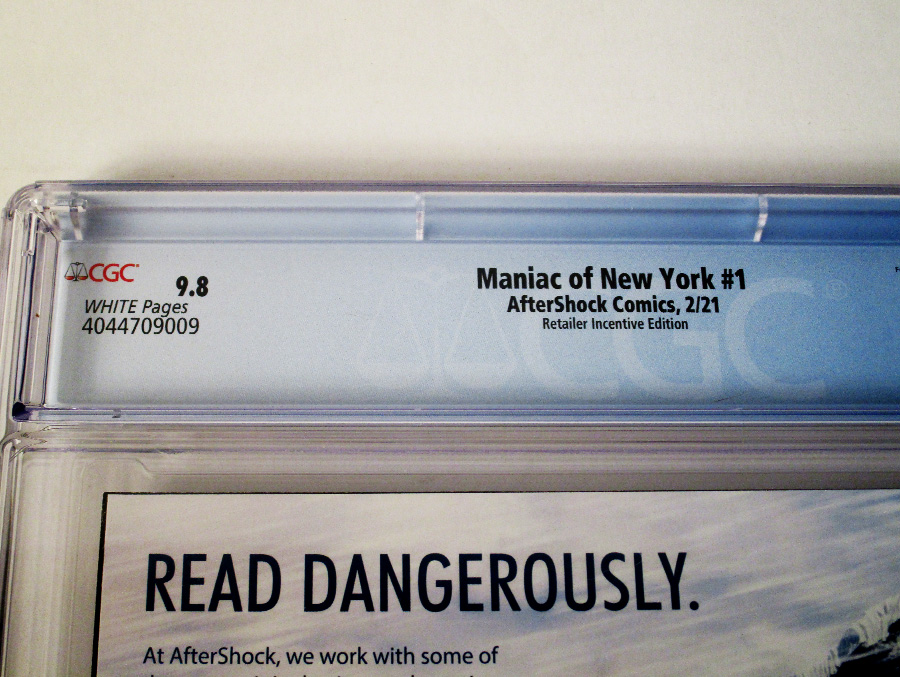 CGC
9.8
WHITE Pages
4044709009
Maniac of New York #1
AfterShock Comics, 2/21
Retailer Incentive Edition
CGC®
READ DANGEROUSLY.
At AfterShock, we work with some of